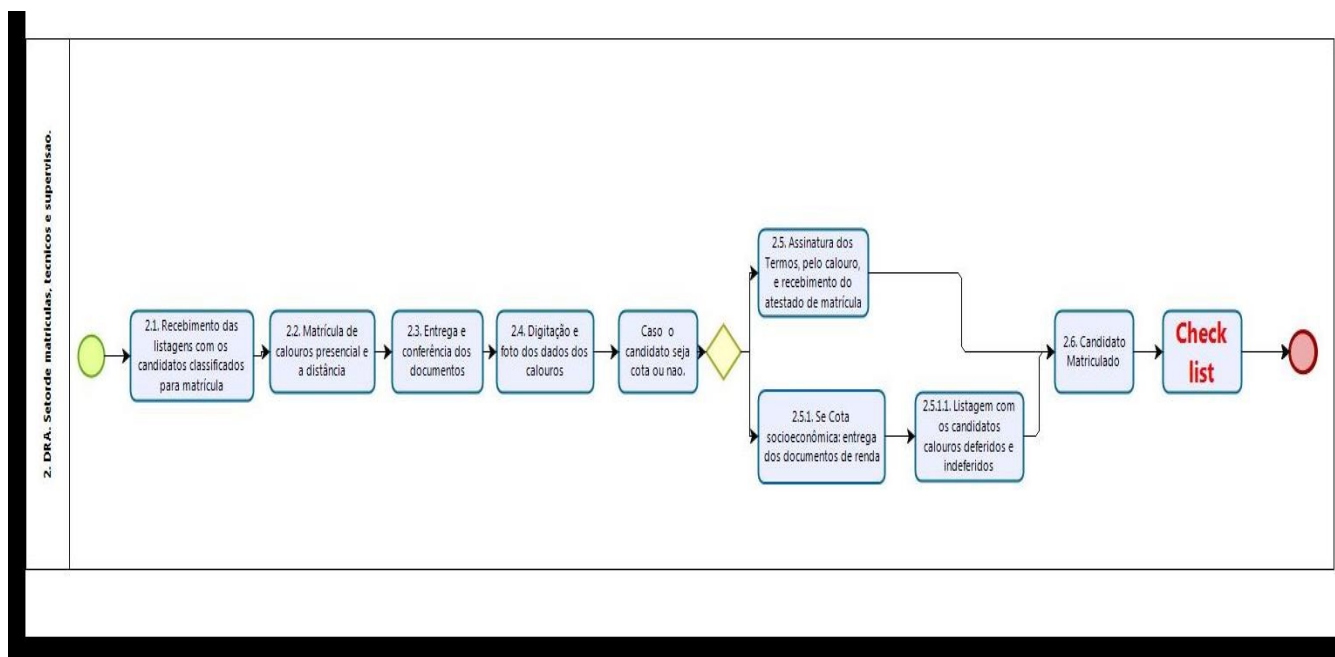 2. DRA. Setorde matriculas, tecnicos e supervisao.
2.1. Recebimento das
listagens com os
candidatos classificados
para matrícula
2.2. Matrícula de
calouros presencial e
a distância
2.3. Entrega e
conferência dos
documentos
2.4. Digitação e
foto dos dados dos
calouros
Caso o
candidato seja
cota ou nao.
2.5. Assinatura dos
Termos, pelo calouro,
e recebimento do
atestado de matrícula
2.5.1. Se Cota
socioeconômica: entrega
dos documentos de renda
2.5.1.1. Listagem com
os candidatos
calouros deferidos e
indeferidos
2.6. Candidato
Matriculado
Check
list